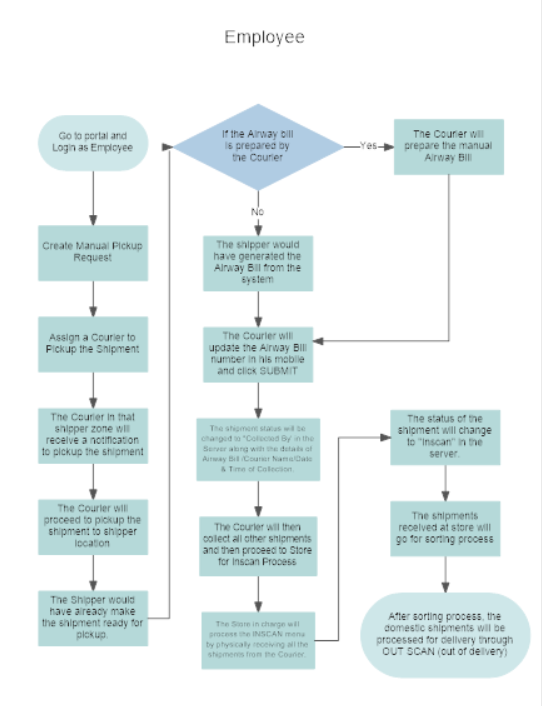 Employee
Go to portal and
Login as Employee
Create Manual Pickup
Request
Assign a Courier to
Pickup the Shipment
The Courier in that
shipper zone will
receive a notification
to pickup the shipment
The Courier will
proceed to pickup the
shipment to shipper
location
The Shipper would
have already make
the shipment ready for
pickup.
If the Airway bill
is prepared by
the Courier
Yes
No
The Courier will
prepare the manual
Airway Bill
The shipper would
have generated the
Airway Bill from the
system
The Courier will
update the Airway Bill
number in his mobile
and click SUBMIT
The shipment status will be
changed to "Collected By' in the
Server along with the details of
Airway Bill /Courier Name/Date
& Time of Collection
The Courier will then
collect all other shipments
and then proceed to Store
for Inscan Process
The Store in charge will
process the INSCAN menu
by physically receiving all the
shipments from the Courier.
The status of the
shipment will change
to "Inscan" in the
server.
The shipments
received at store will
go for sorting process
After sorting process, the
domestic shipments will be
processed for delivery through
OUT SCAN (out of delivery)